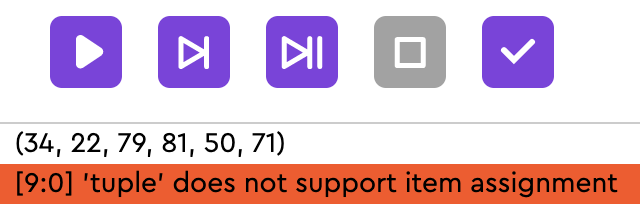 (34, 22, 79, 81, 50, 71)
[9:0] 'tuple' does not support item assignment